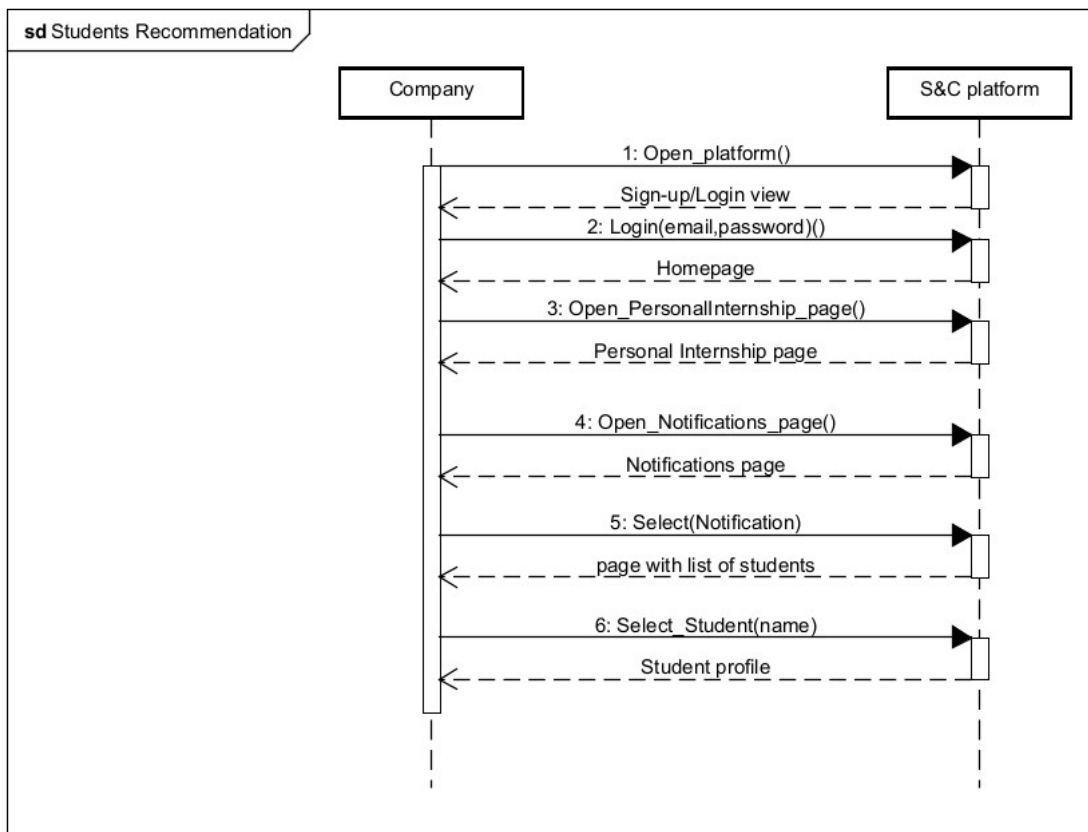 sd Students Recommendation
Company
S&C platform
1: Open_platform()
Sign-up/Login view
2: Login(email,password)()
Homepage
3: Open_PersonalInternship_page()
Personal Internship page
4: Open_Notifications_page()
Notifications page
5: Select(Notification)
page with list of students
6: Select_Student(name)
Student profile